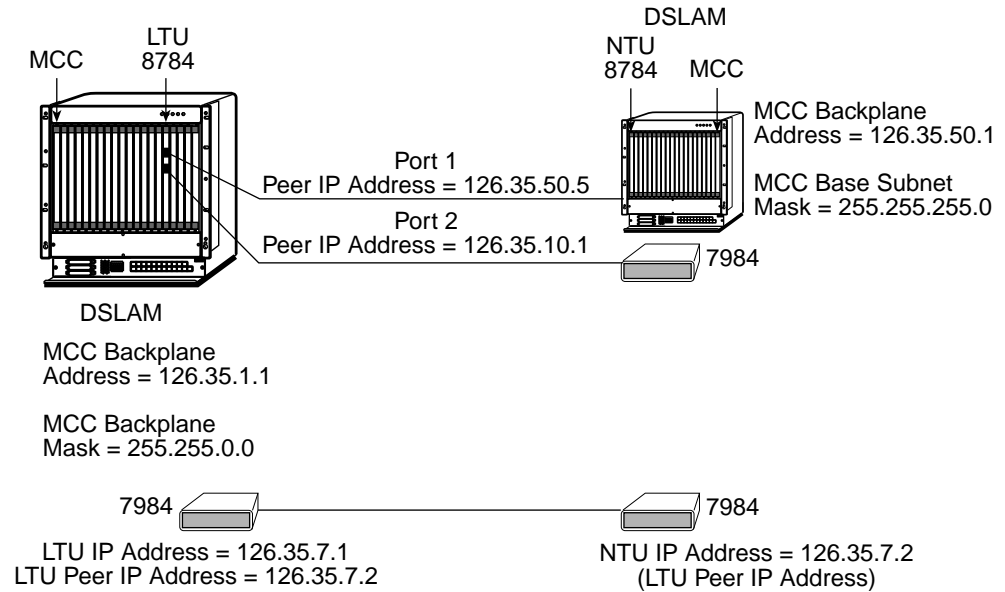 DSLAM
LTU
8784
MCC
NTU
8784
MCC
MCC Backplane
Address = 126.35.50.1
MCC Base Subnet
Mask = 255.255.255.0
Port 1
Peer IP Address = 126.35.50.5
Port 2
Peer IP Address = 126.35.10.1
7984
DSLAM
MCC Backplane
Address = 126.35.1.1
MCC Backplane
Mask = 255.255.0.0
7984
7984
LTU IP Address = 126.35.7.1
LTU Peer IP Address = 126.35.7.2
NTU IP Address = 126.35.7.2
(LTU Peer IP Address)